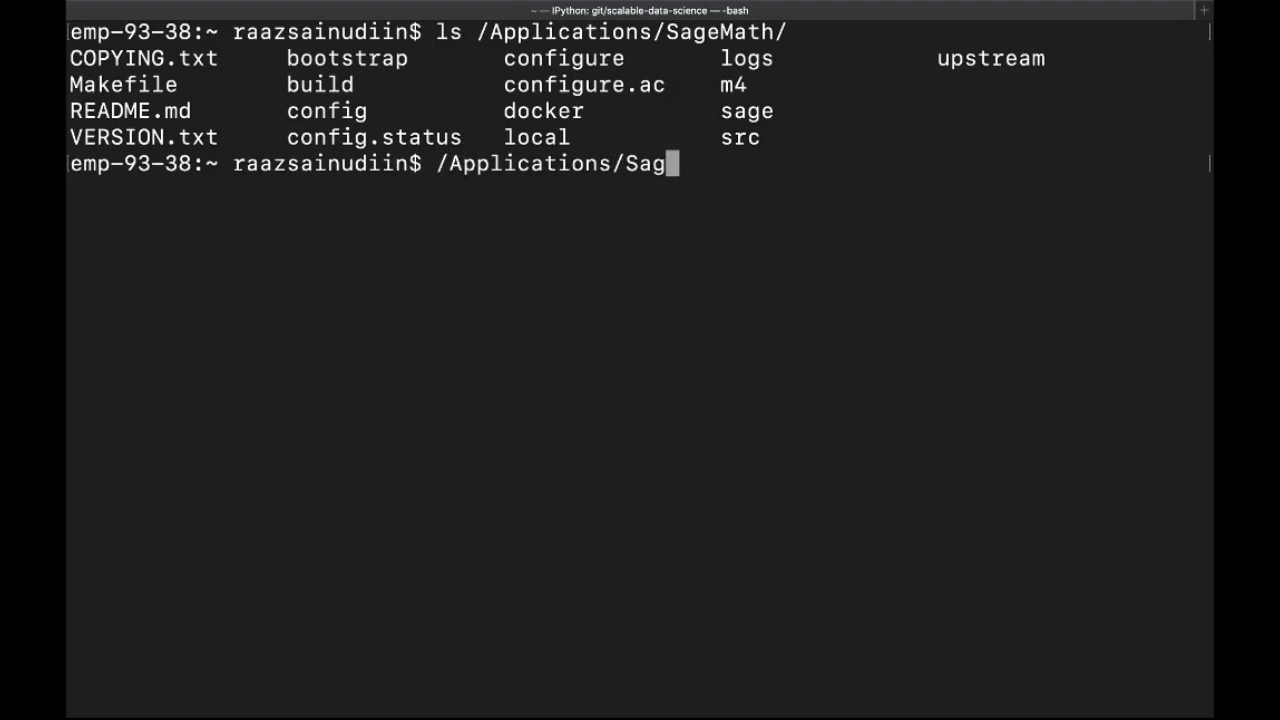 – — IPython: git/scalable-data-science — -bash
emp-93-38:~ raazsainudiin$ ls /Applications/SageMath/
COPYING.txt bootstrap configure logs upstream
Makefile build configure.ac m4
README.md config docker sage
VERSION.txt config.status local src
emp-93-38:~ raazsainudiin$ /Applications/Sag